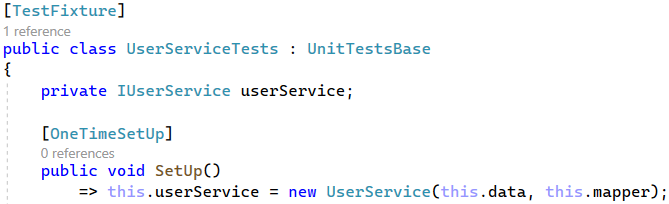 [TestFixture]
1 reference
public class UserServiceTests : UnitTestsBase
{
private IUserService userService;
[OneTimeSetUp]
0 references
public void SetUp()
=> this.userService = new UserService(this.data, this.mapper);